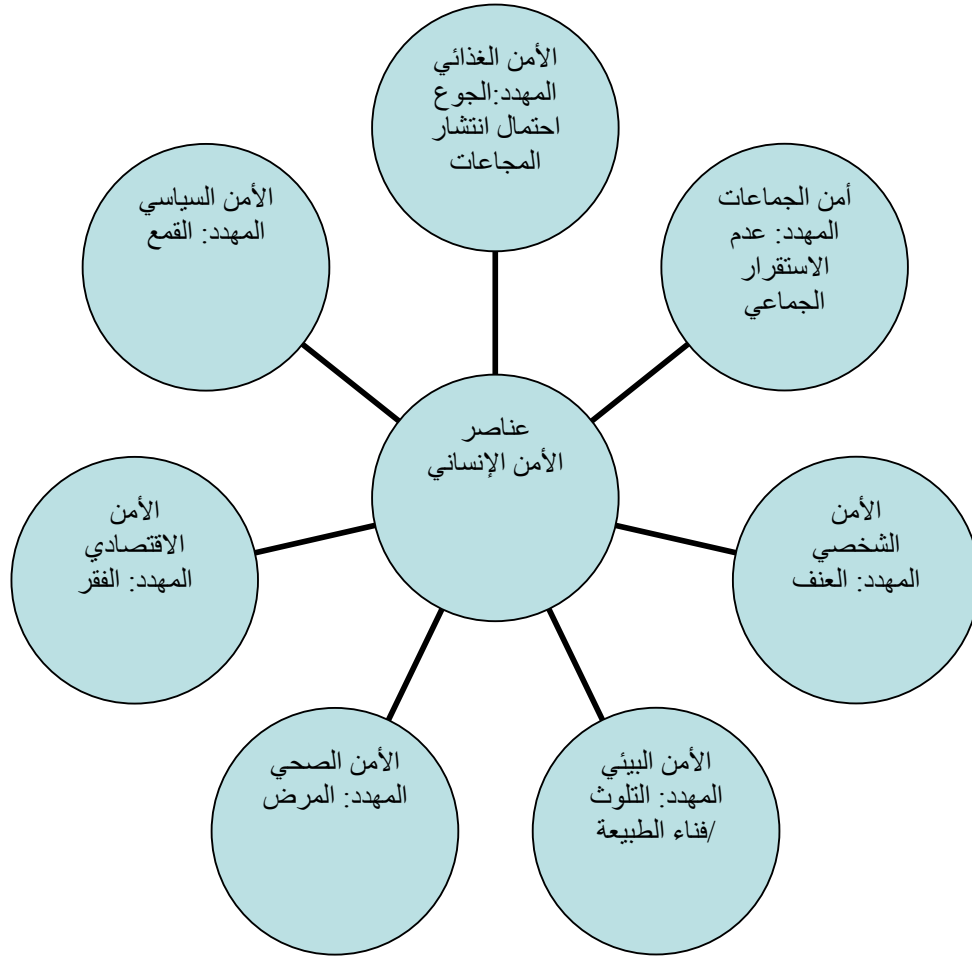 الأمن الغذائي
المهدد:الجوع
احتمال انتشار
المجاعات
أمن الجماعات
المهدد: عدم
الاستقرار
الجماعي
الأمن السياسي
المهدد: القمع
عناصر
الأمن الإنساني
الأمن
الشخصي
المهدد: العنف
الأمن
الاقتصادي
المهدد: الفقر
الأمن البيئي
المهدد: التلوث
/فناء الطبيعة
الأمن الصحي
المهدد: المرض